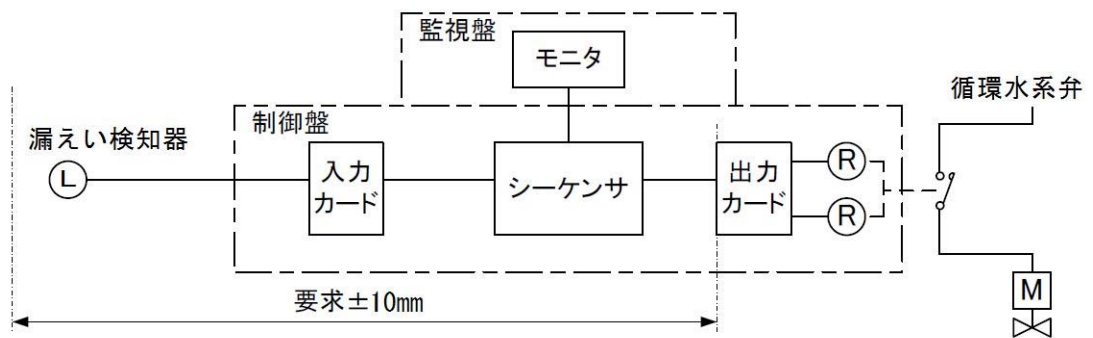 監視盤
モニタ
循環水系弁
制御盤
漏えい検知器
L
入力
カード
シーケンサ
出力
カード
R
R
要求±10mm
M